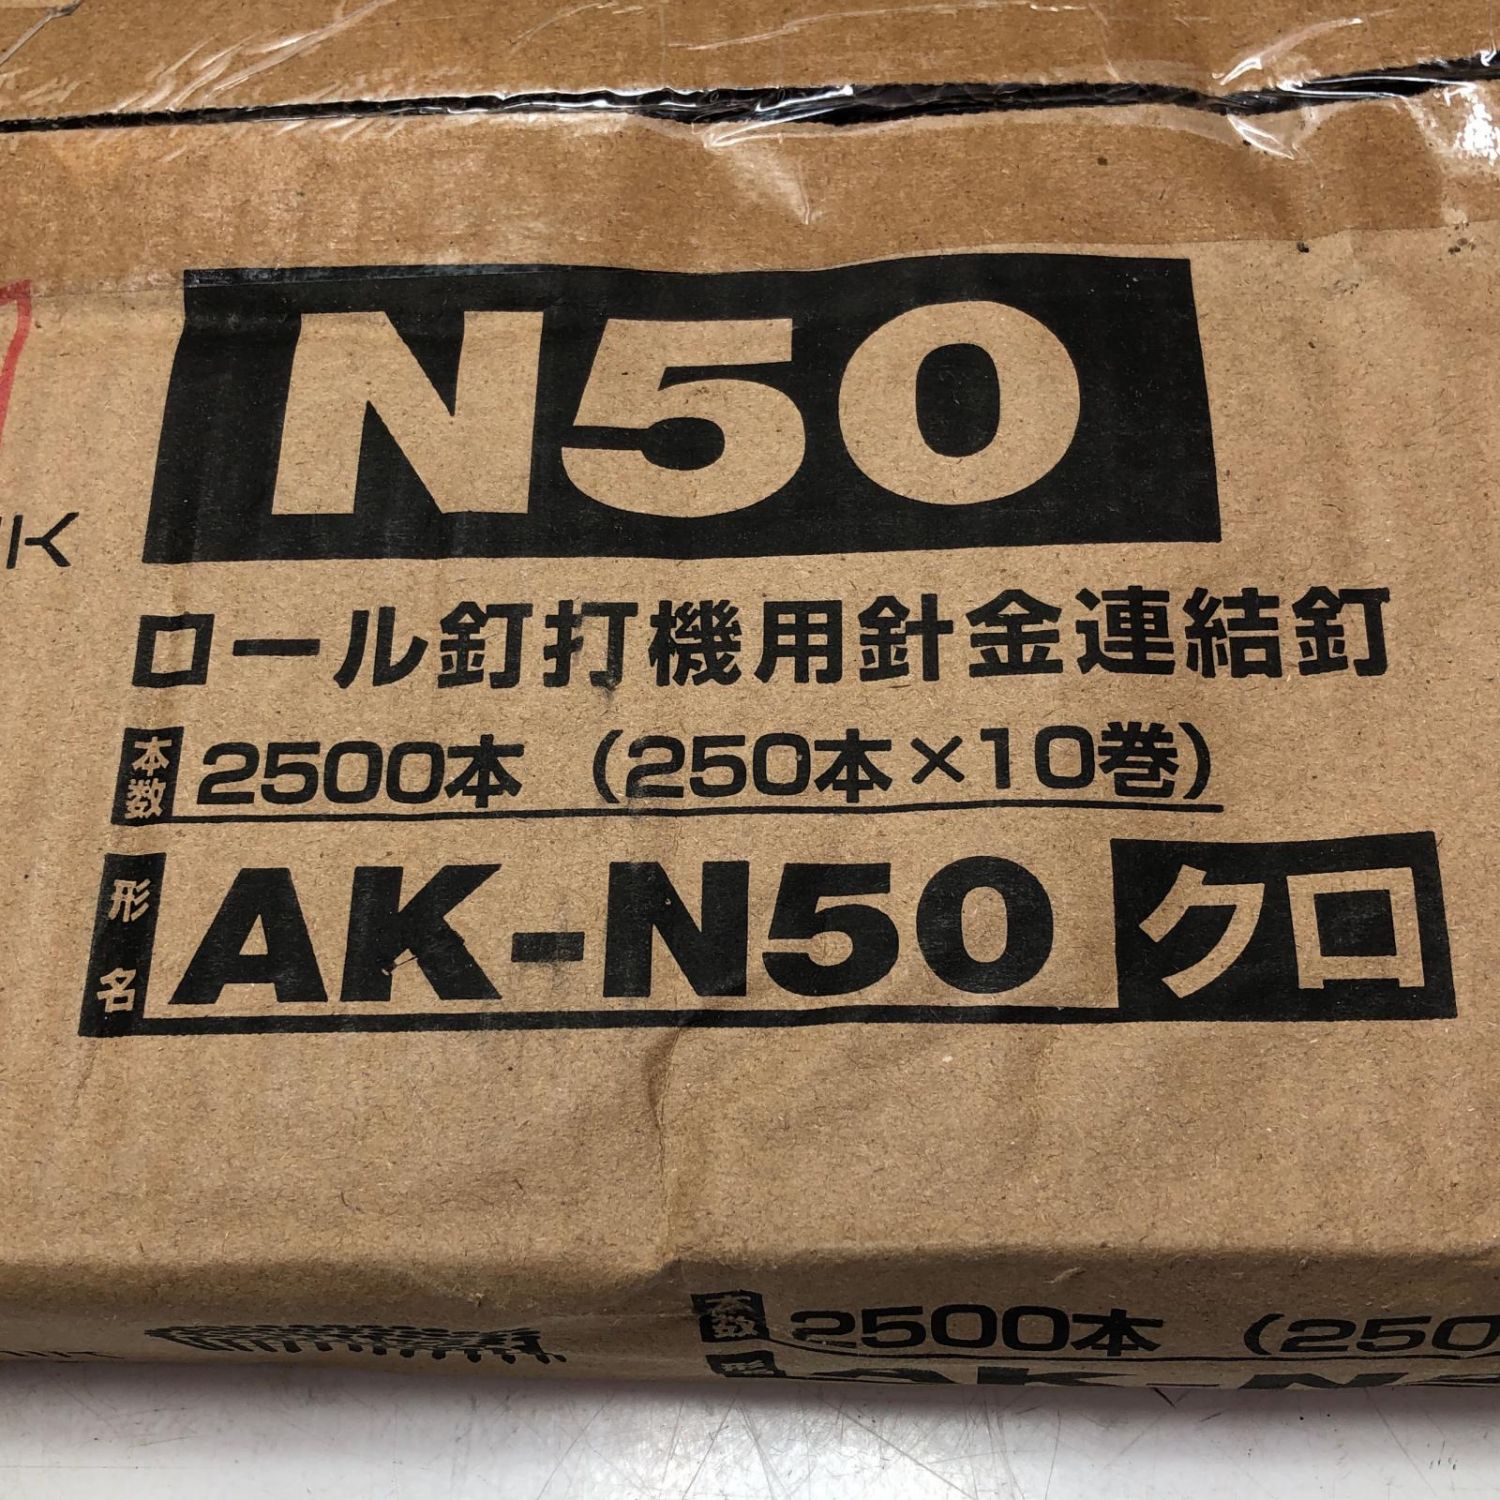 N50
ロール釘打機用針金連結釘
本数 2500本 (250本×10巻)
形名 AK-N50 クロ
本数 2500本 (250